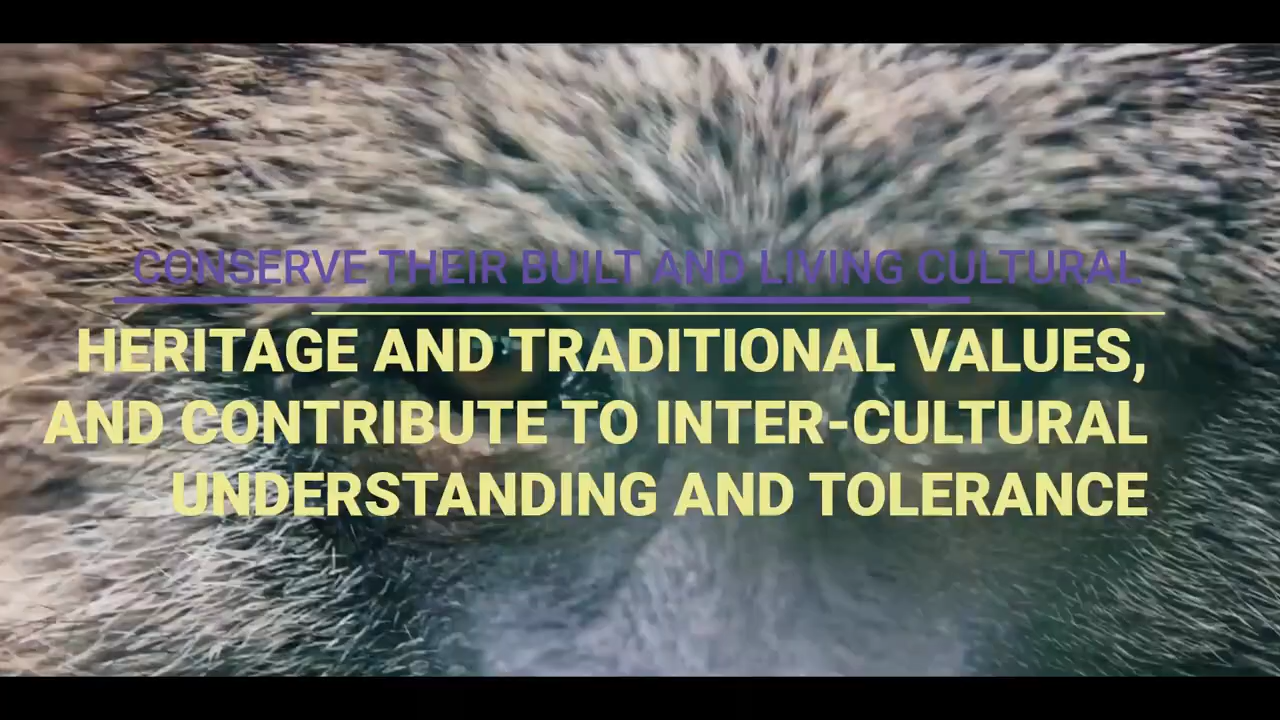 CONSERVE THEIR BUILT AND LIVING CULTURAL
HERITAGE AND TRADITIONAL VALUES,
AND CONTRIBUTE TO INTER-CULTURAL
UNDERSTANDING AND TOLERANCE